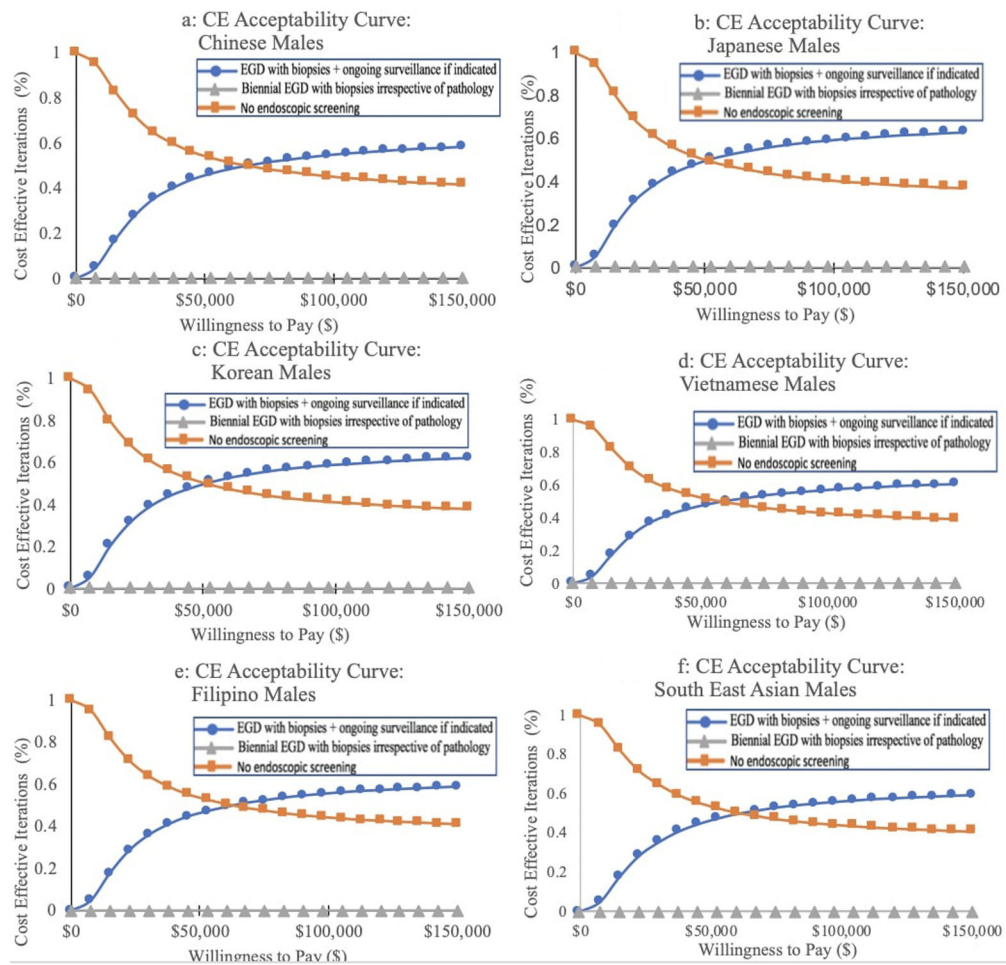 a: CE Acceptability Curve:
Chinese Males
EGD with biopsies + ongoing surveillance if indicated
Biennial EGD with biopsies irrespective of pathology
No endoscopic screening
Cost Effective Iterations (%)
1
0.8
0.6
0.4
0.2
0
$0 $50,000 $100,000 $150,000
Willingness to Pay ($)
b: CE Acceptability Curve:
Japanese Males
EGD with biopsies + ongoing surveillance if indicated
Biennial EGD with biopsies irrespective of pathology
No endoscopic screening
Cost Effective Iterations (%)
1
0.8
0.6
0.4
0.2
0
$0 $50,000 $100,000 $150,000
Willingness to Pay ($)
c: CE Acceptability Curve:
Korean Males
EGD with biopsies + ongoing surveillance if indicated
Biennial EGD with biopsies irrespective of pathology
No endoscopic screening
Cost Effective Iterations (%)
1
0.8
0.6
0.4
0.2
0
$0 $50,000 $100,000 $150,000
Willingness to Pay ($)
d: CE Acceptability Curve:
Vietnamese Males
EGD with biopsies + ongoing surveillance if indicated
Biennial EGD with biopsies irrespective of pathology
No endoscopic screening
Cost Effective Iterations (%)
1
0.8
0.6
0.4
0.2
0
$0 $50,000 $100,000 $150,000
Willingness to Pay ($)
e: CE Acceptability Curve:
Filipino Males
EGD with biopsies + ongoing surveillance if indicated
Biennial EGD with biopsies irrespective of pathology
No endoscopic screening
Cost Effective Iterations (%)
1
0.8
0.6
0.4
0.2
0
$0 $50,000 $100,000 $150,000
Willingness to Pay ($)
f: CE Acceptability Curve:
South East Asian Males
EGD with biopsies + ongoing surveillance if indicated
Biennial EGD with biopsies irrespective of pathology
No endoscopic screening
Cost Effective Iterations (%)
1
0.8
0.6
0.4
0.2
0
$0 $50,000 $100,000 $150,000
Willingness to Pay ($)